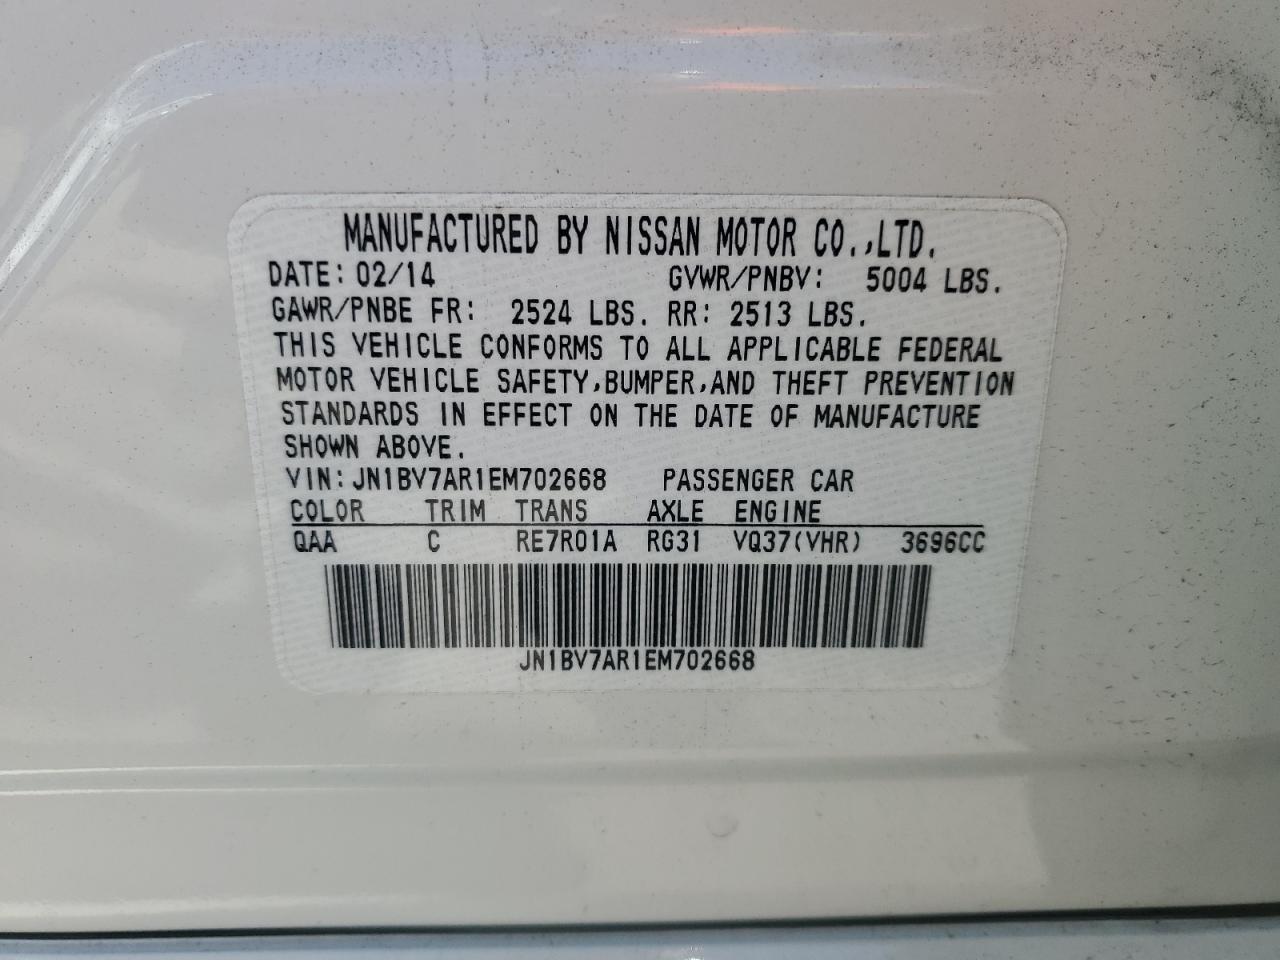 MANUFACTURED BY NISSAN MOTOR CO.,LTD.
DATE: 02/14 GVWR/PNBV: 5004 LBS.
GAWR/PNBE FR: 2524 LBS. RR: 2513 LBS.
THIS VEHICLE CONFORMS TO ALL APPLICABLE FEDERAL
MOTOR VEHICLE SAFETY,BUMPER,AND THEFT PREVENTION
STANDARDS IN EFFECT ON THE DATE OF MANUFACTURE
SHOWN ABOVE.
VIN:JN1BV7AR1EM702668 PASSENGER CAR
COLOR TRIM TRANS AXLE ENGINE
QAA C RE7R01A RG31 VQ37(VHR) 3696CC
JN1BV7AR1EM702668